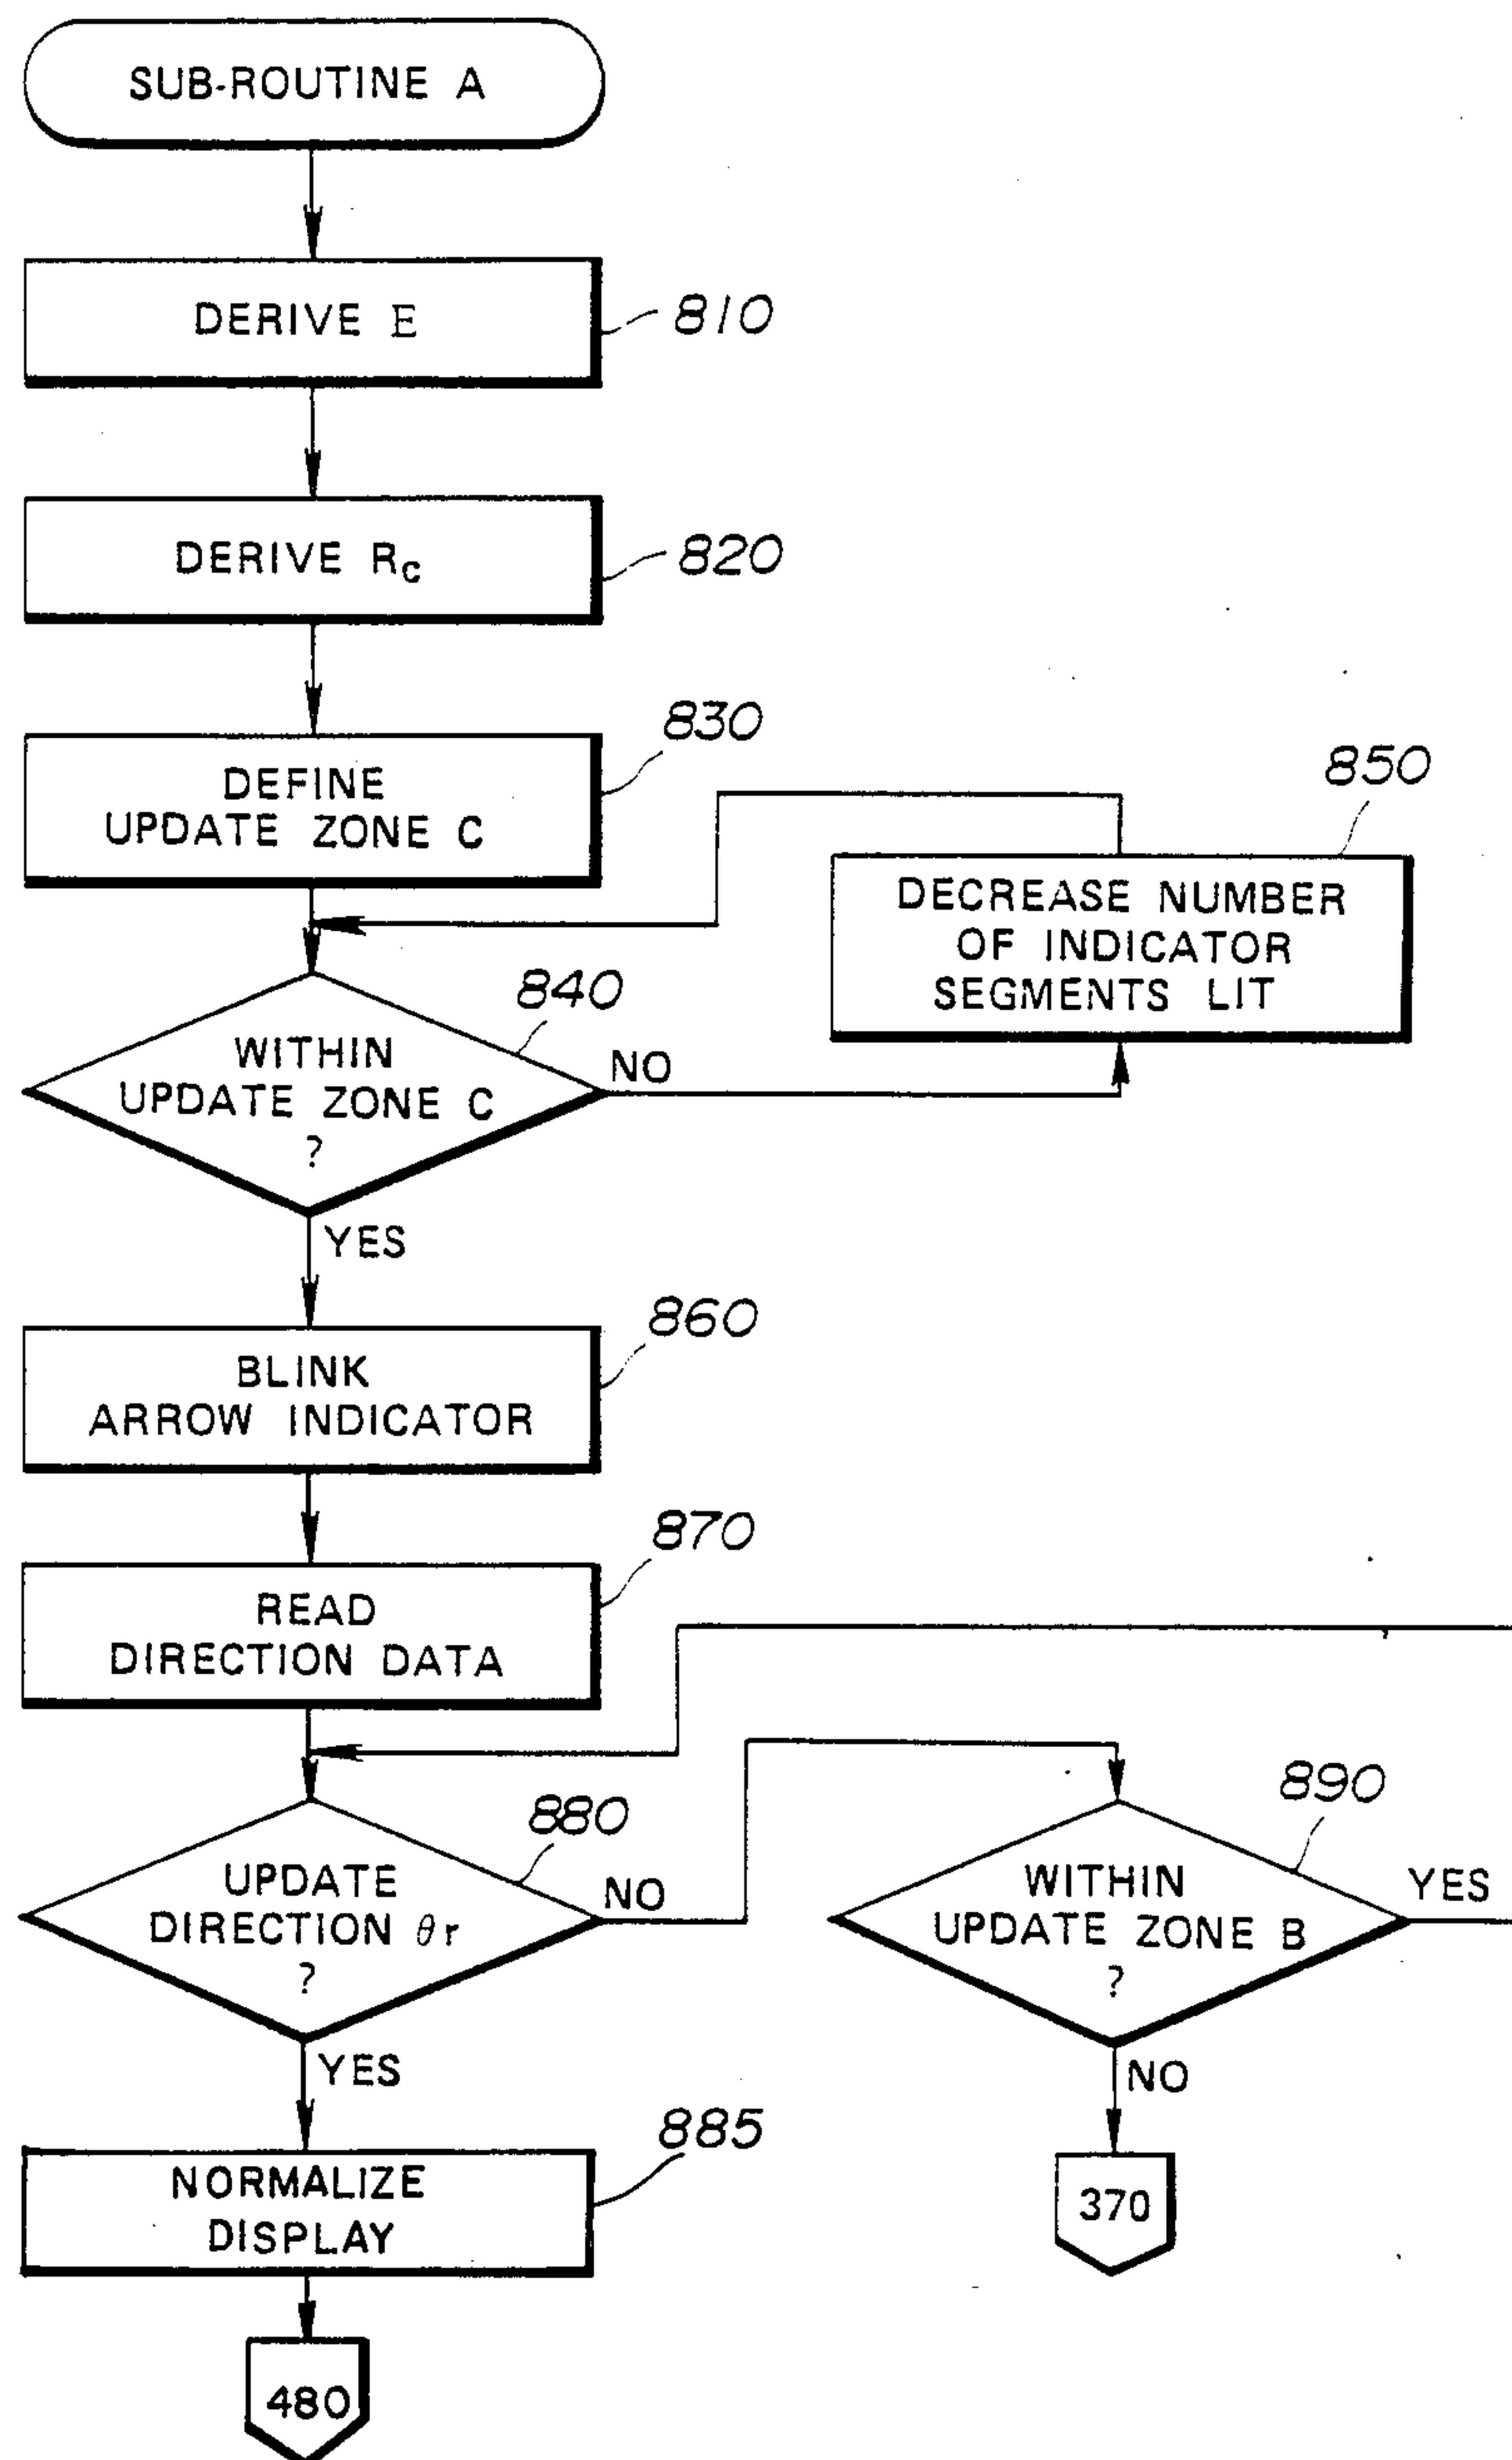 SUB-ROUTINE A
DERIVE E
810
DERIVE Rc
820
830
DEFINE
UPDATE ZONE C
850
DECREASE NUMBER
OF INDICATOR
SEGMENTS LIT
840
WITHIN
UPDATE ZONE C
?
NO
YES
860
BLINK
ARROW INDICATOR
870
READ
DIRECTION DATA
880
UPDATE
DIRECTION θr
?
NO
890
WITHIN
UPDATE ZONE B
?
YES
YES
NO
885
NORMALIZE
DISPLAY
370
480